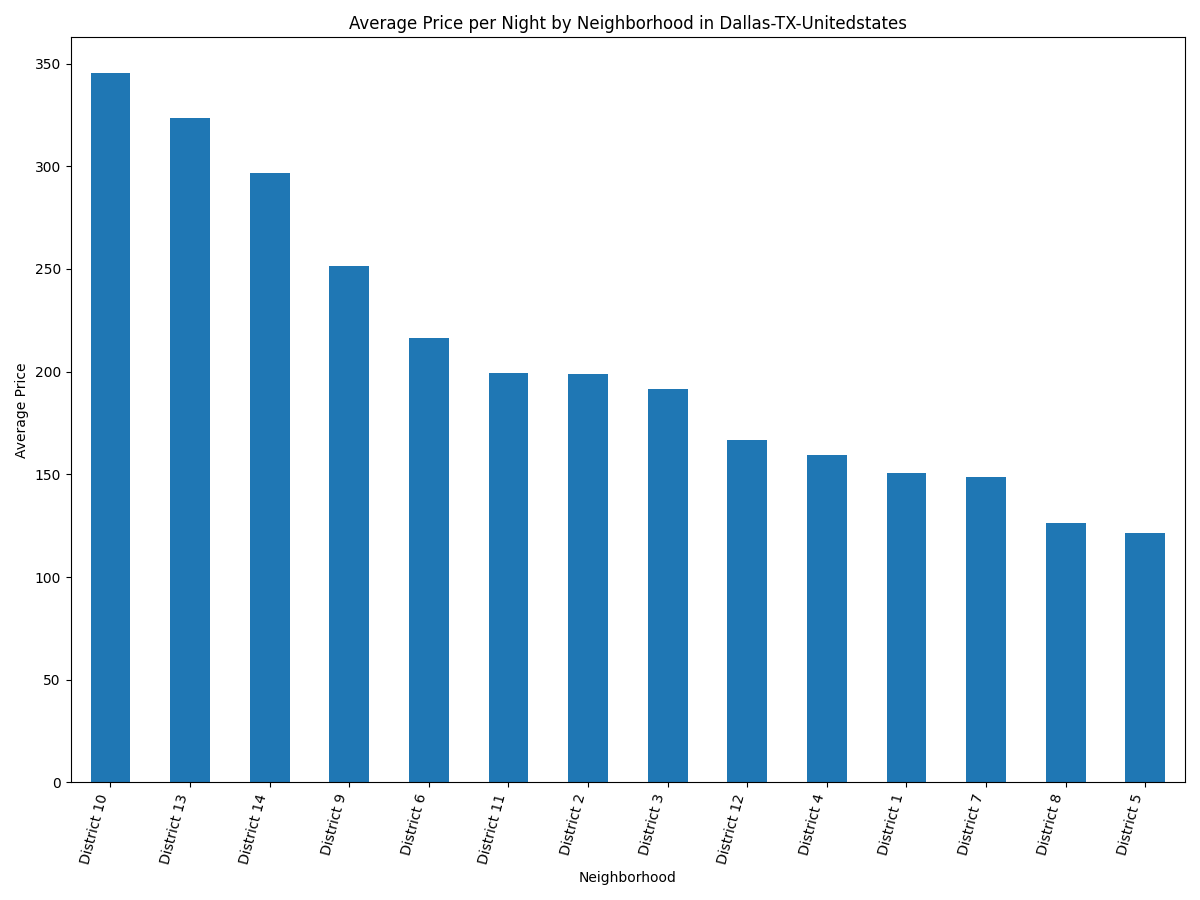 Average Price per Night by Neighborhood in Dallas-TX-Unitedstates
Average Price
350
300
250
200
150
100
50
0
District 10
District 13
District 14
District 9
District 6
District 11
District 2
District 3
District 12
District 4
District 1
District 7
District 8
District 5
Neighborhood